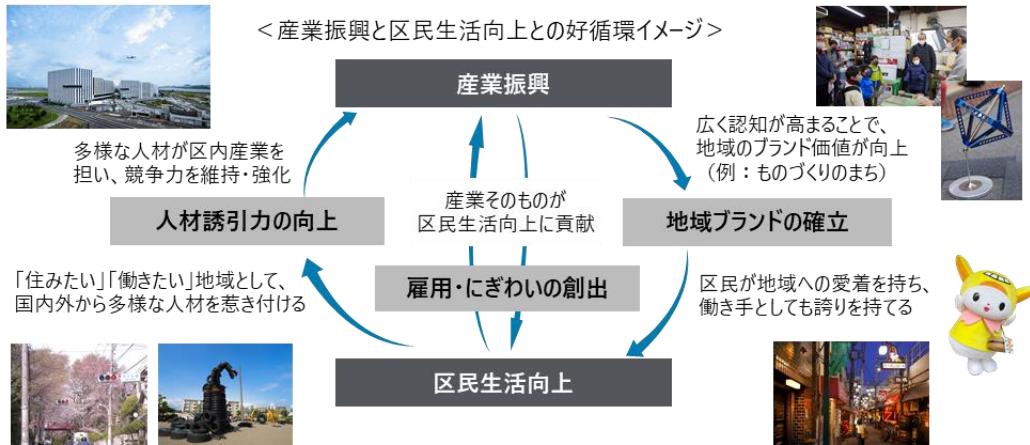 ＜産業振興と区民生活向上との好循環イメージ＞
産業振興
多様な人材が区内産業を
担い、競争力を維持・強化
広く認知が高まることで、
地域のブランド価値が向上
（例：ものづくりのまち）
産業そのものが
区民生活向上に貢献
人材誘引力の向上
地域ブランドの確立
雇用・にぎわいの創出
「住みたい」「働きたい」地域として、
国内外から多様な人材を惹き付ける
区民が地域への愛着を持ち、
働き手としても誇りを持てる
区民生活向上